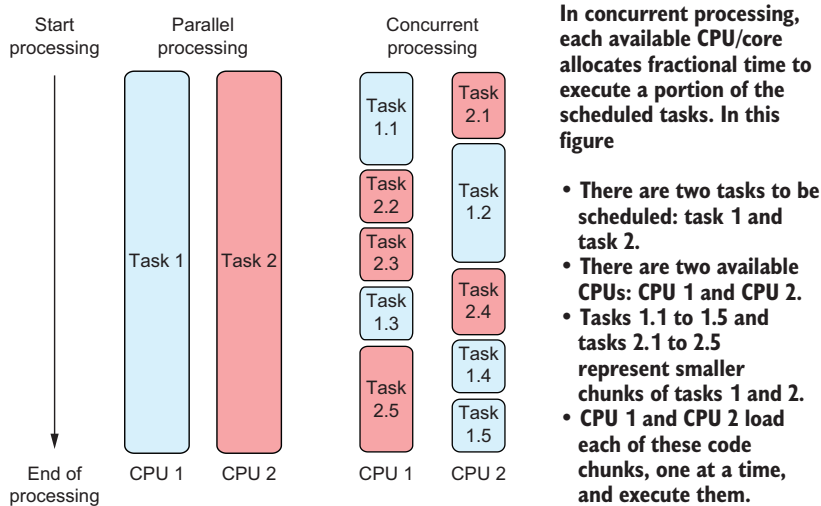 Start
processing
Parallel
processing
Concurrent
processing
Task 1
Task 2
Task
1.1
Task
2.2
Task
2.3
Task
1.3
Task
2.5
Task
2.1
Task
1.2
Task
2.4
Task
1.4
Task
1.5
End of
processing
CPU 1
CPU 2
CPU 1
CPU 2
In concurrent processing,
each available CPU/core
allocates fractional time to
execute a portion of the
scheduled tasks. In this
figure
• There are two tasks to be
scheduled: task 1 and
task 2.
• There are two available
CPUs: CPU 1 and CPU 2.
• Tasks 1.1 to 1.5 and
tasks 2.1 to 2.5
represent smaller
chunks of tasks 1 and 2.
• CPU 1 and CPU 2 load
each of these code
chunks, one at a time,
and execute them.